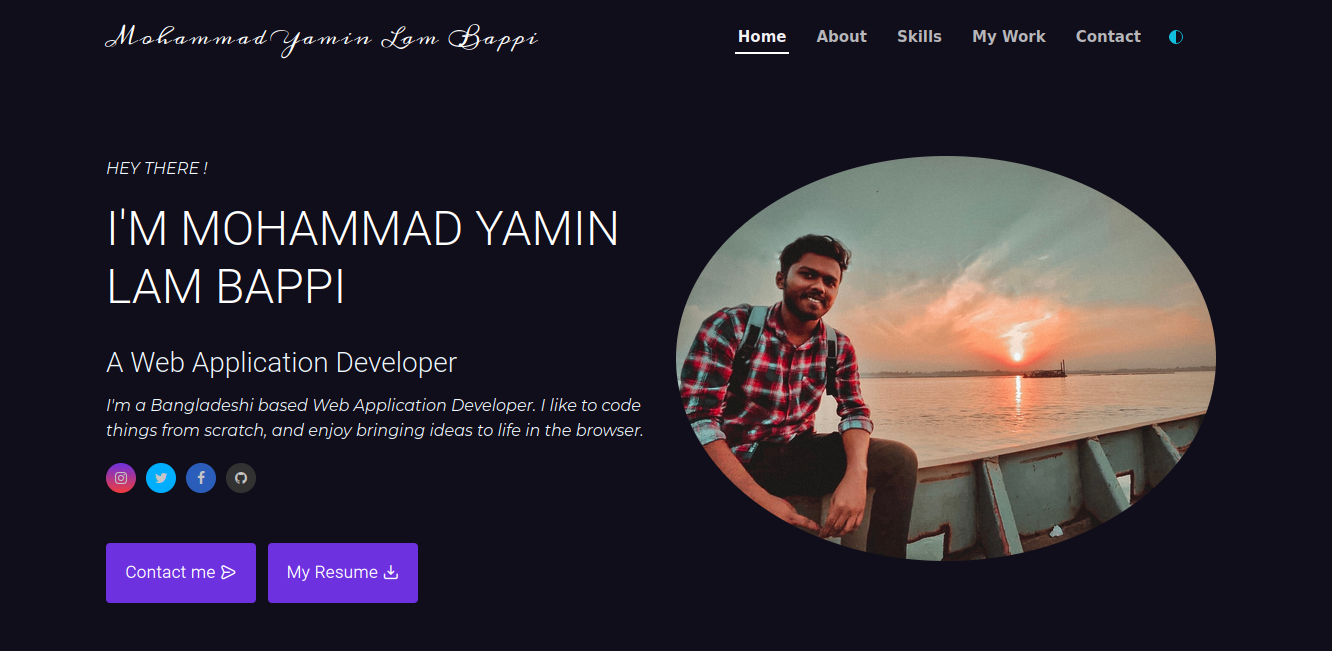 Mohammad Yamin Lam Bappi
Home About Skills My Work Contact
HEY THERE !
I'M MOHAMMAD YAMIN
LAM BAPPI
A Web Application Developer
I'm a Bangladeshi based Web Application Developer. I like to code
things from scratch, and enjoy bringing ideas to life in the browser.
Contact me My Resume